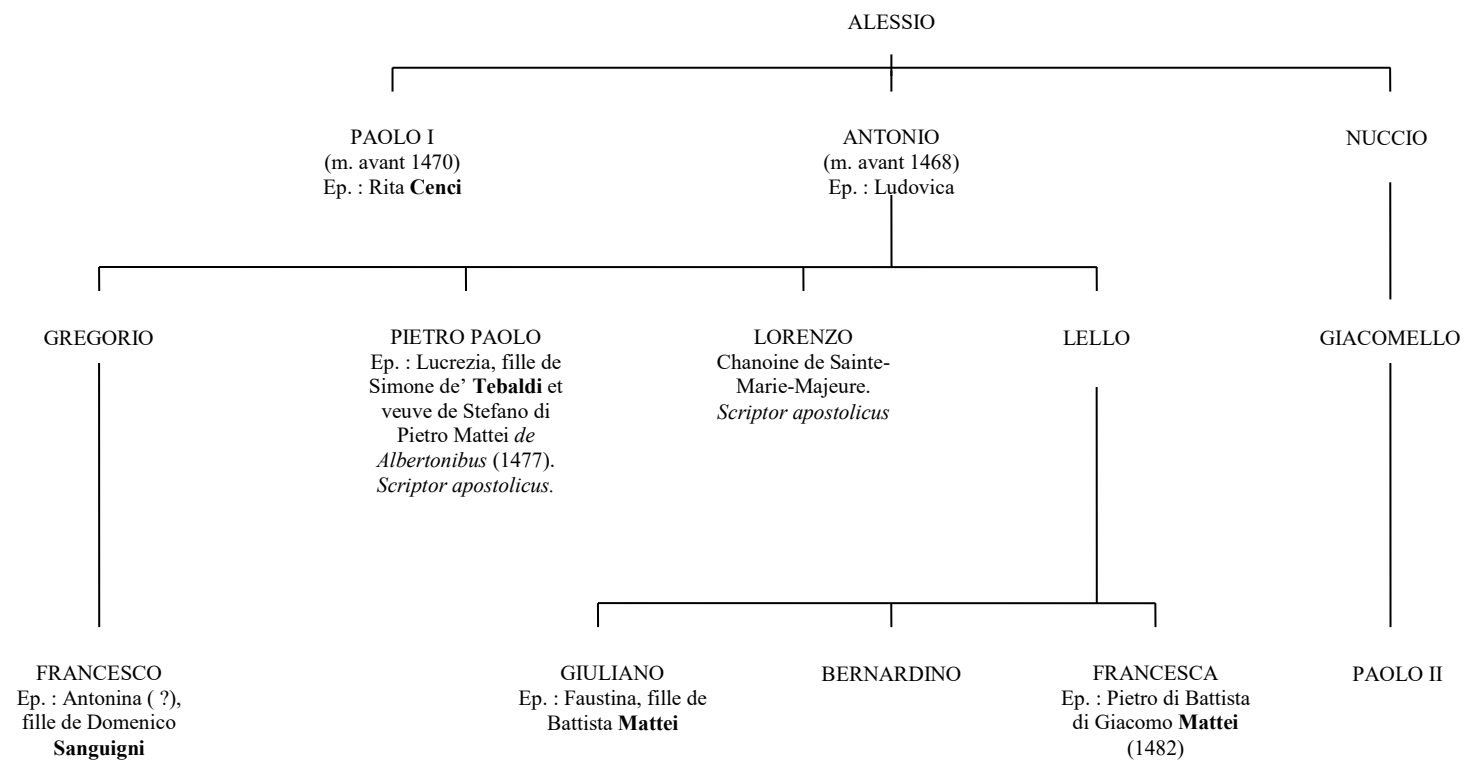 ALESSIO
PAOLO I
(m. avant 1470)
Ep. : Rita Cenci
ANTONIO
(m. avant 1468)
Ep. : Ludovica
NUCCIO
GREGORIO
PIETRO PAOLO
Ep. : Lucrezia, fille de
Simone de’ Tebaldi et
veuve de Stefano di
Pietro Mattei de
Albertonibus (1477).
Scriptor apostolicus.
LORENZO
Chanoine de Sainte-
Marie-Majeure.
Scriptor apostolicus
LELLO
GIACOMELLO
FRANCESCO
Ep. : Antonina ( ?),
fille de Domenico
Sanguigni
GIULIANO
Ep. : Faustina, fille de
Battista Mattei
BERNARDINO
FRANCESCA
Ep. : Pietro di Battista
di Giacomo Mattei
(1482)
PAOLO II